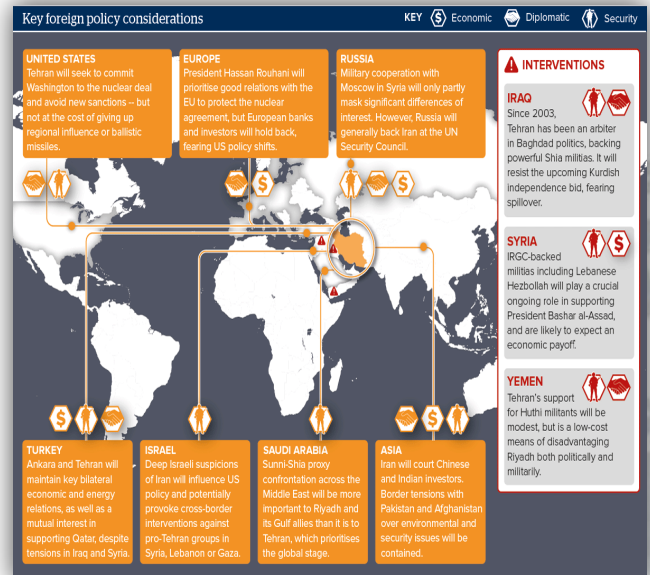 Key foreign policy considerations
KEY $ Economic Diplomatic Security
UNITED STATES
Tehran will seek to commit
Washington to the nuclear deal
and avoid new sanctions – but
not at the cost of giving up
regional influence or ballistic
missiles.
EUROPE
President Hassan Rouhani will
prioritise good relations with the
EU to protect the nuclear
agreement, but European banks
and investors will hold back,
fearing US policy shifts.
RUSSIA
Military cooperation with
Moscow in Syria will only partly
mask significant differences of
interest. However, Russia will
generally back Iran at the UN
Security Council.
$
$
INTERVENTIONS
IRAQ
Since 2003,
Tehran has been an arbiter
in Baghdad politics, backing
powerful Shia militias. It will
resist the upcoming Kurdish
independence bid, fearing
spillover.
SYRIA
$
IRGC-backed
militias including Lebanese
Hezbollah will play a crucial
ongoing role in supporting
President Bashar al-Assad,
and are likely to expect an
economic payoff.
YEMEN
Tehran's support
for Huthi militants will be
modest, but is a low-cost
means of disadvantaging
Riyadh both politically and
militarily.
$
$
TURKEY
Ankara and Tehran will
maintain key bilateral
economic and energy
relations, as well as a
mutual interest in
supporting Qatar, despite
tensions in Iraq and Syria.
ISRAEL
Deep Israeli suspicions
of Iran will influence US
policy and potentially
provoke cross-border
interventions against
pro-Tehran groups in
Syria, Lebanon or Gaza.
SAUDI ARABIA
Sunni-Shia proxy
confrontation across the
Middle East will be more
important to Riyadh and
its Gulf allies than it is to
Tehran, which prioritises
the global stage.
ASIA
Iran will court Chinese
and Indian investors.
Border tensions with
Pakistan and Afghanistan
over environmental and
security issues will be
contained.